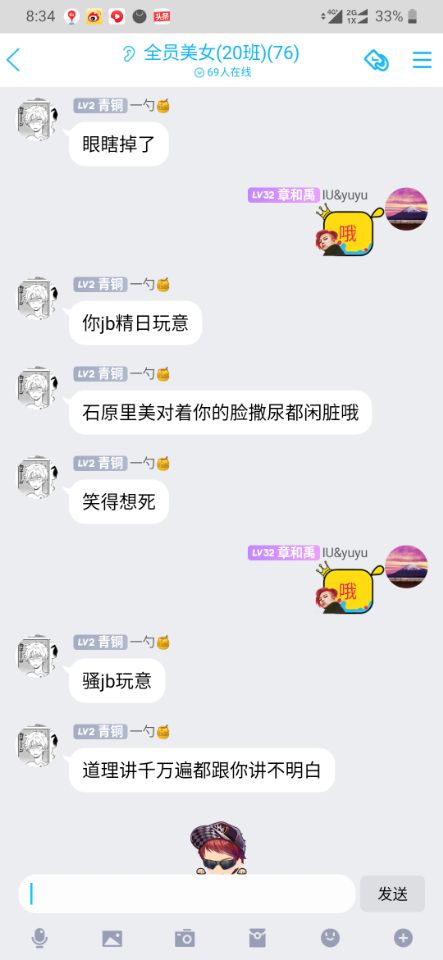 8:34
头条
4G
2G
1X
33%
全员美女(20班)(76)
69人在线
LV2 青铜 一勺🍯
眼瞎掉了
LV32 章和禹 IU&yuyu
哦
LV2 青铜 一勺🍯
你jb精日玩意
LV2 青铜 一勺🍯
石原里美对着你的脸撒尿都闲脏哦
LV2 青铜 一勺🍯
笑得想死
LV32 章和禹 IU&yuyu
哦
LV2 青铜 一勺🍯
骚jb玩意
LV2 青铜 一勺🍯
道理讲千万遍都跟你讲不明白
发送